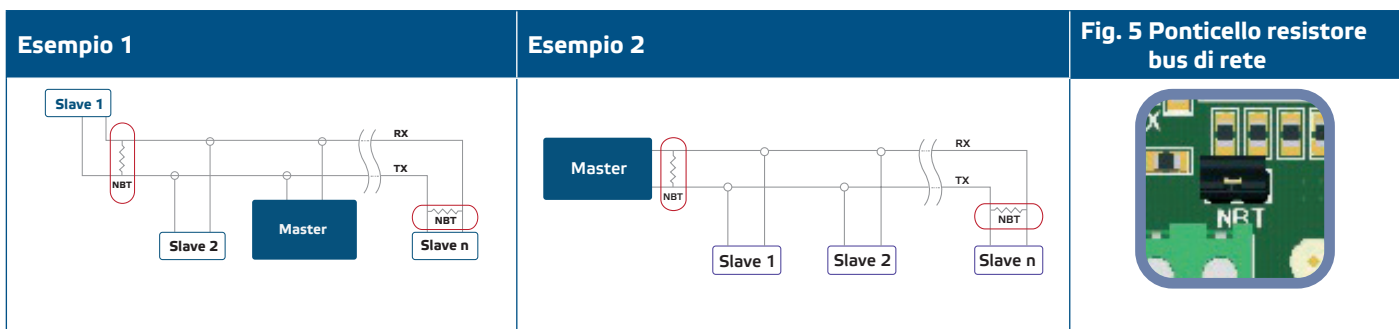 Esempio 1
Slave 1
RX
TX
NBT
NBT
Slave 2
Master
Slave n
Esempio 2
Master
RX
TX
NBT
NBT
Slave 1
Slave 2
Slave n
Fig. 5 Ponticello resistore
bus di rete
NBT